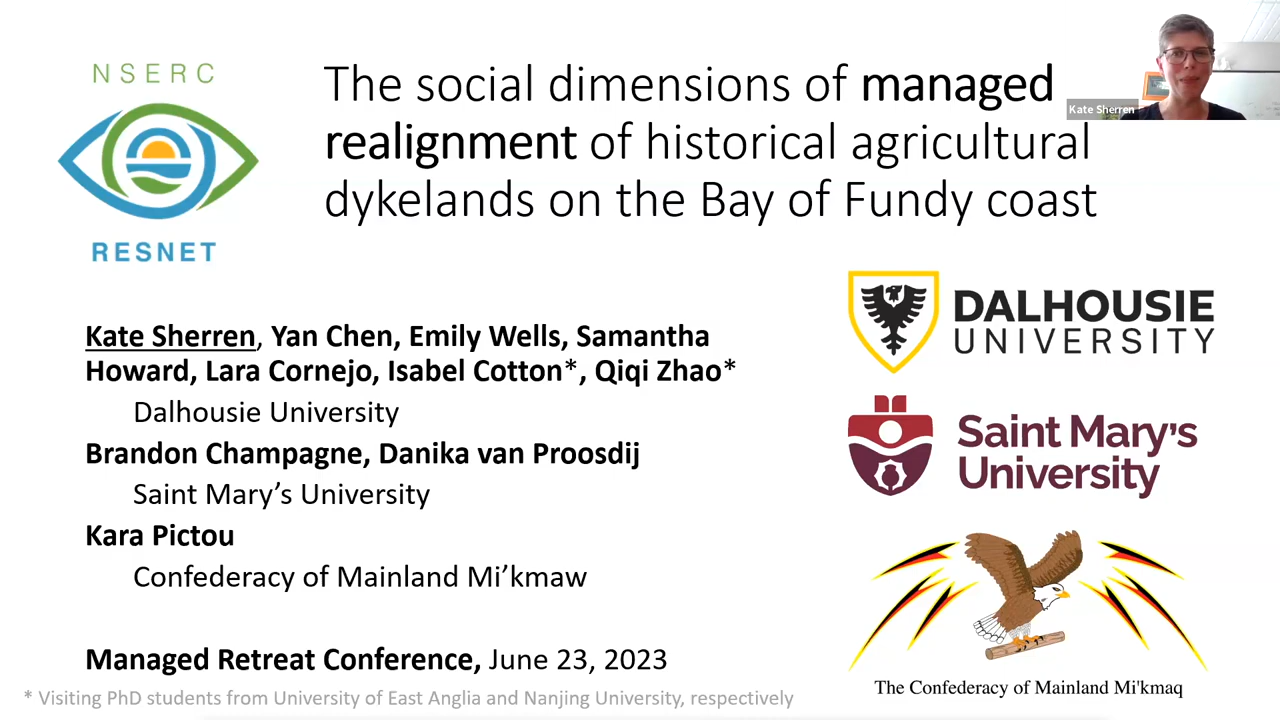 NSERC
RESNET
The social dimensions of managed
realignment of historical agricultural
dykelands on the Bay of Fundy coast
Kate Sherren
Kate Sherren, Yan Chen, Emily Wells, Samantha
Howard, Lara Cornejo, Isabel Cotton*, Qiqi Zhao*
Dalhousie University
Brandon Champagne, Danika van Proosdij
Saint Mary's University
Kara Pictou
Confederacy of Mainland Mi'kmaw
Managed Retreat Conference, June 23, 2023
* Visiting PhD students from University of East Anglia and Nanjing University, respectively
DALHOUSIE
UNIVERSITY
Saint Mary's
University
The Confederacy of Mainland Mi'kmaq